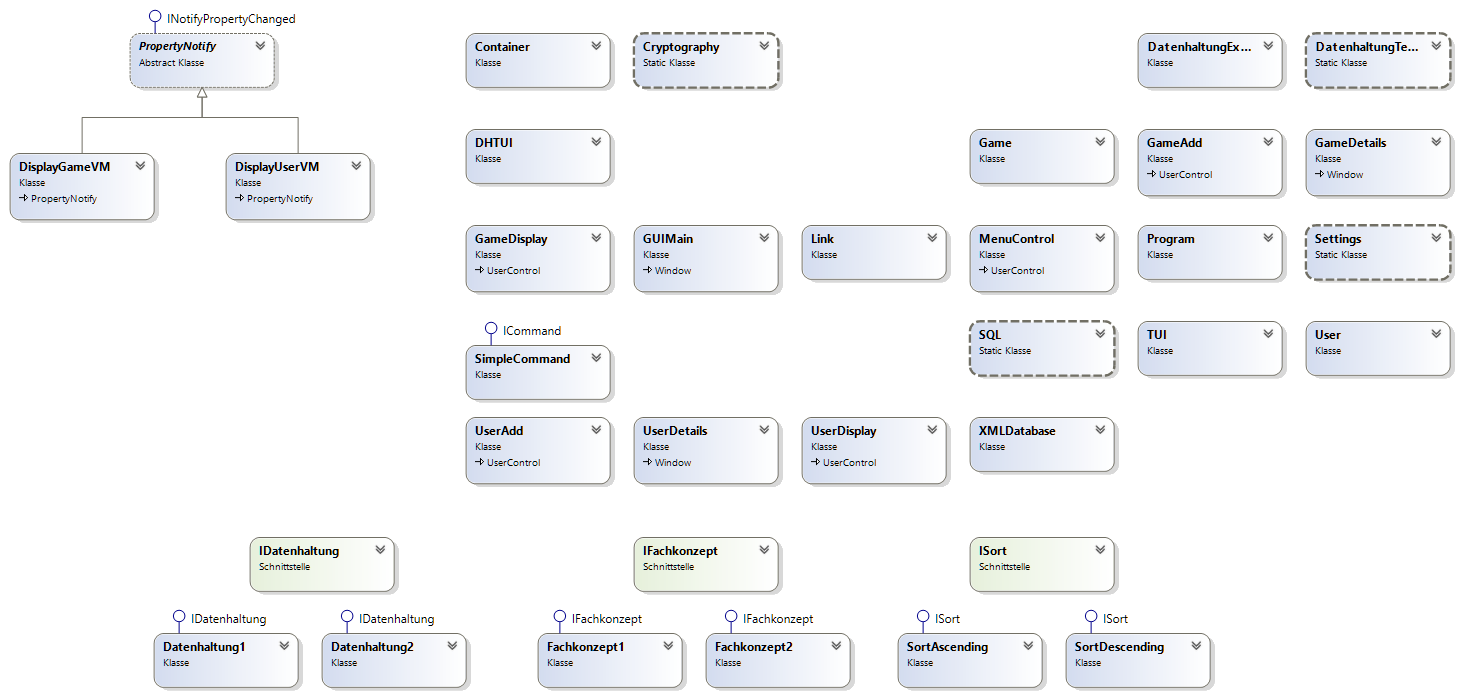 INotifyPropertyChanged
PropertyNotify
Abstract Klasse
DisplayGameVM
Klasse
PropertyNotify
DisplayUserVM
Klasse
PropertyNotify
Container
Klasse
Cryptography
Static Klasse
DatenhaltungEx...
Klasse
DatenhaltungTe...
Static Klasse
DHTUI
Klasse
Game
Klasse
GameAdd
Klasse
UserControl
GameDetails
Klasse
Window
GameDisplay
Klasse
UserControl
GUIMain
Klasse
Window
Link
Klasse
MenuControl
Klasse
UserControl
Program
Klasse
Settings
Static Klasse
ICommand
SimpleCommand
Klasse
SQL
Static Klasse
TUI
Klasse
User
Klasse
UserAdd
Klasse
UserControl
UserDetails
Klasse
Window
UserDisplay
Klasse
UserControl
XMLDatabase
Klasse
IDatenhaltung
Schnittstelle
IFachkonzept
Schnittstelle
ISort
Schnittstelle
IDatenhaltung
Datenhaltung1
Klasse
IDatenhaltung
Datenhaltung2
Klasse
IFachkonzept
Fachkonzept1
Klasse
IFachkonzept
Fachkonzept2
Klasse
ISort
SortAscending
Klasse
ISort
SortDescending
Klasse